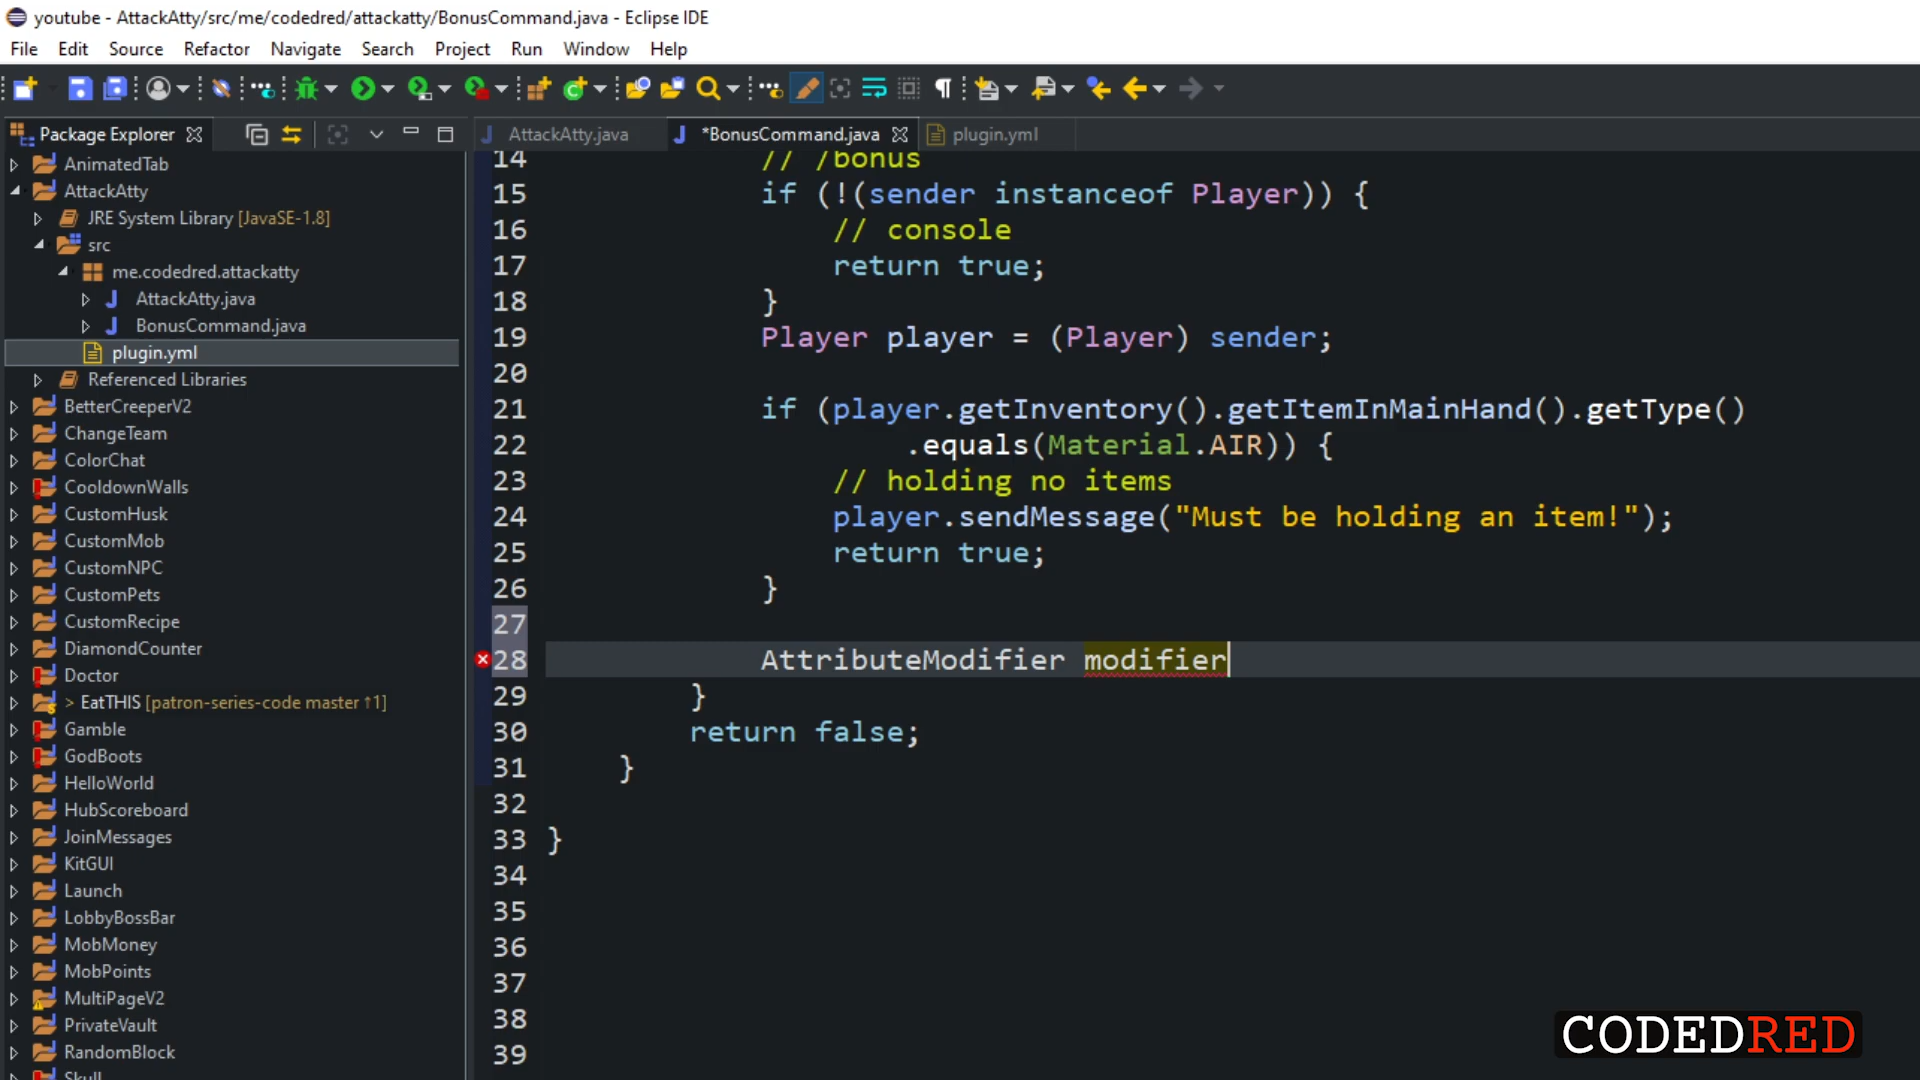 youtube - AttackAtty/src/me/codedred/attackatty/BonusCommand.java - Eclipse IDE
File Edit Source Refactor Navigate Search Project Run Window Help
Package Explorer
AttackAtty.java *BonusCommand.java plugin.yml
AnimatedTab
AttackAtty
JRE System Library [JavaSE-1.8]
src
me.codedred.attackatty
AttackAtty.java
BonusCommand.java
plugin.yml
Referenced Libraries
BetterCreeperV2
ChangeTeam
ColorChat
CooldownWalls
CustomHusk
CustomMob
CustomNPC
CustomPets
CustomRecipe
DiamondCounter
Doctor
> EatTHIS [patron-series-code master ↑1]
Gamble
GodBoots
HelloWorld
HubScoreboard
JoinMessages
KitGUI
Launch
LobbyBossBar
MobMoney
MobPoints
MultiPageV2
PrivateVault
RandomBlock
Skull
14 // /bonus
15 if (!(sender instanceof Player)) {
16 // console
17 return true;
18 }
19 Player player = (Player) sender;
20
21 if (player.getInventory().getItemInMainHand().getType()
22 .equals(Material.AIR)) {
23 // holding no items
24 player.sendMessage("Must be holding an item!");
25 return true;
26 }
27
28 AttributeModifier modifier
29 }
30 return false;
31 }
32
33 }
34
35
36
37
38
39
CODEDRED